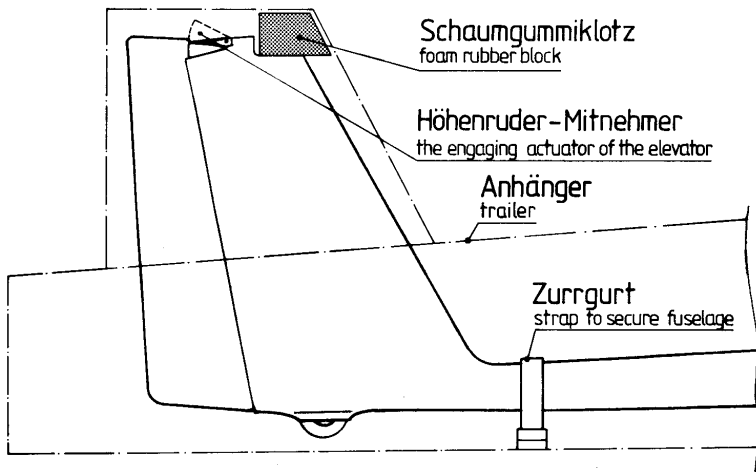 Schaumgummiklotz
foam rubber block
Höhenruder-Mitnehmer
the engaging actuator of the elevator
Anhänger
trailer
Zurrgurt
strap to secure fuselage